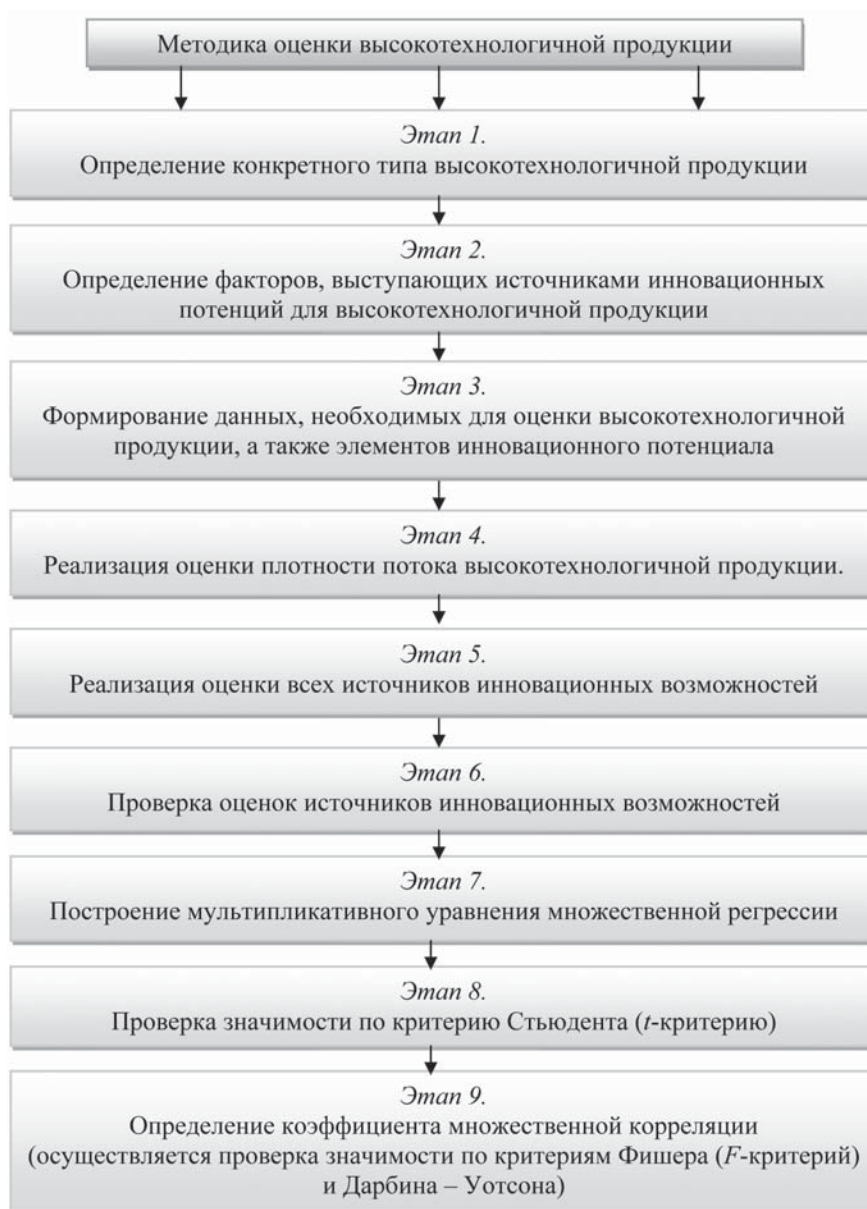 Методика оценки высокотехнологичной продукции
Этап 1.
Определение конкретного типа высокотехнологичной продукции
Этап 2.
Определение факторов, выступающих источниками инновационных
потенций для высокотехнологичной продукции
Этап 3.
Формирование данных, необходимых для оценки высокотехнологичной
продукции, а также элементов инновационного потенциала
Этап 4.
Реализация оценки плотности потока высокотехнологичной продукции.
Этап 5.
Реализация оценки всех источников инновационных возможностей
Этап 6.
Проверка оценок источников инновационных возможностей
Этап 7.
Построение мультипликативного уравнения множественной регрессии
Этап 8.
Проверка значимости по критерию Стьюдента (t-критерию)
Этап 9.
Определение коэффициента множественной корреляции
(осуществляется проверка значимости по критериям Фишера (F-критерий)
и Дарбина – Уотсона)